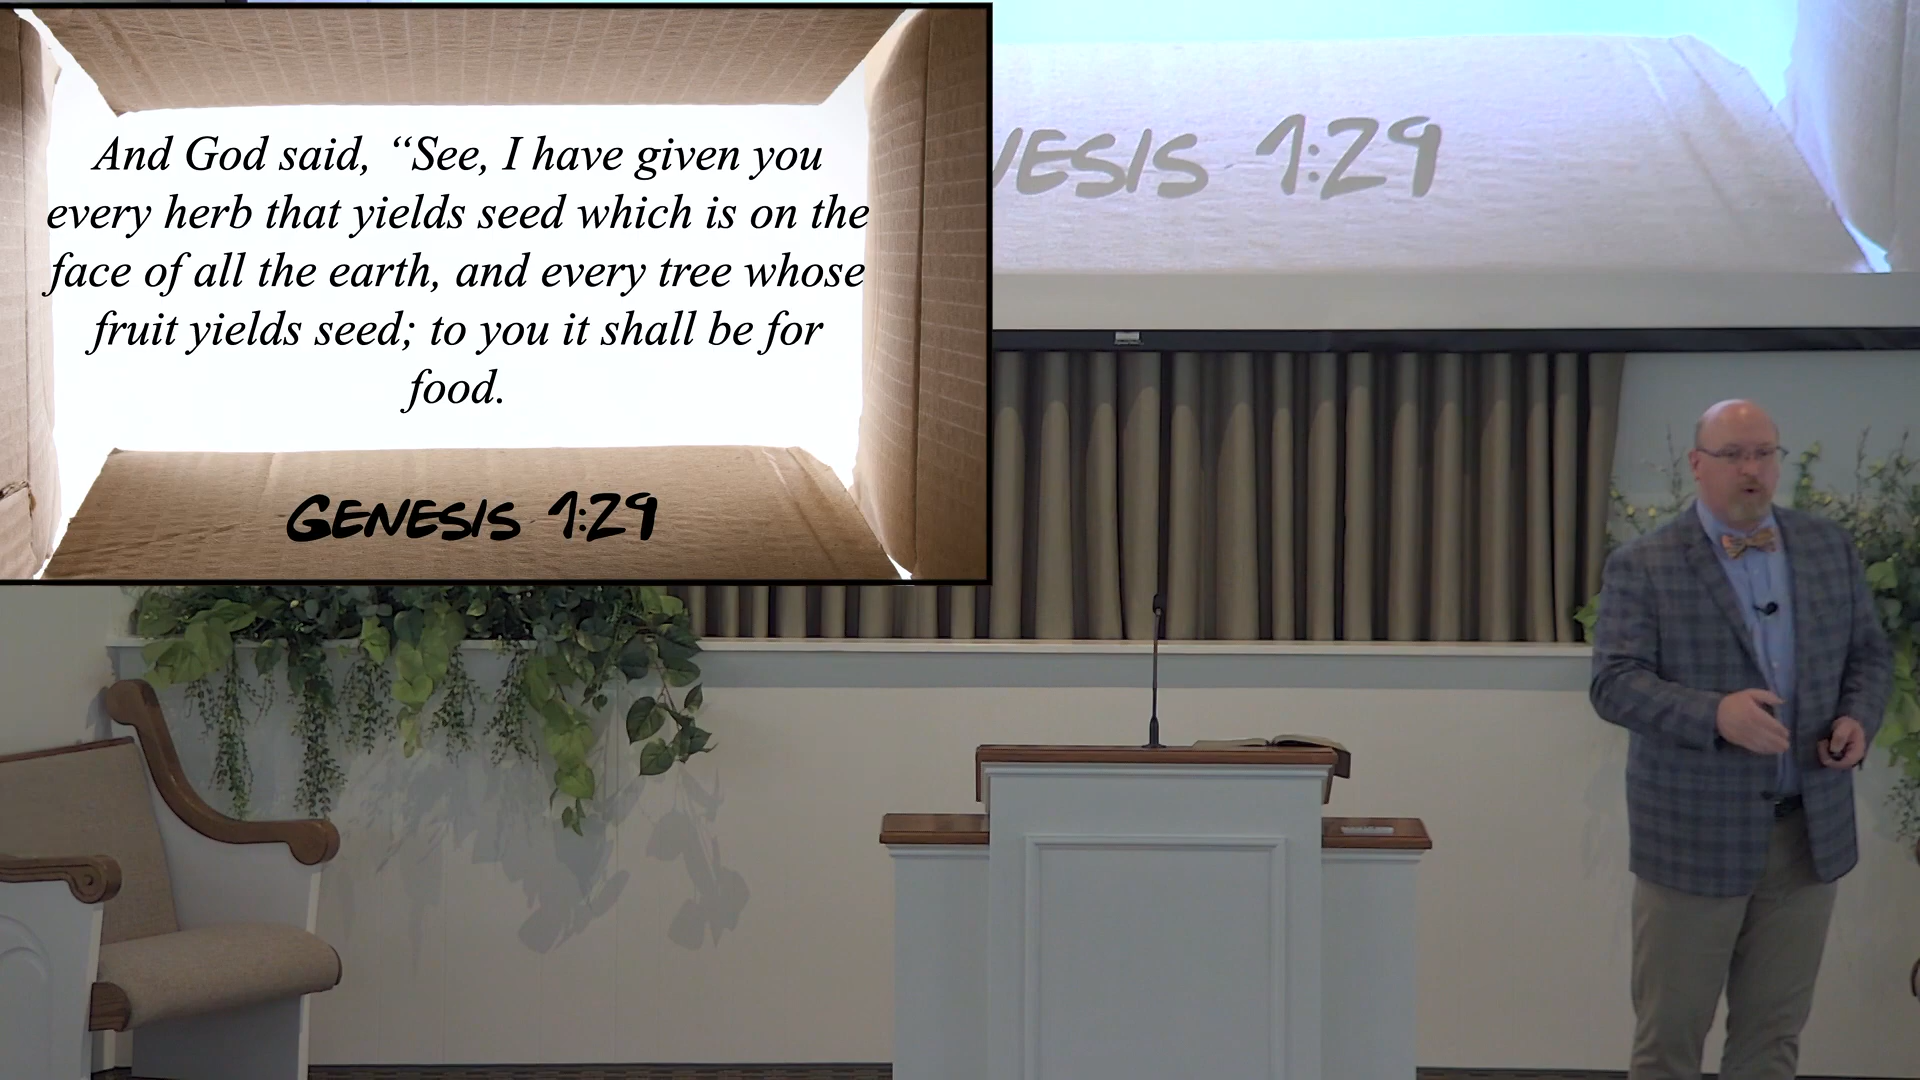 And God said, “See, I have given you
every herb that yields seed which is on the
face of all the earth, and every tree whose
fruit yields seed; to you it shall be for
food.
GENESIS 1:29
NESIS 1:29